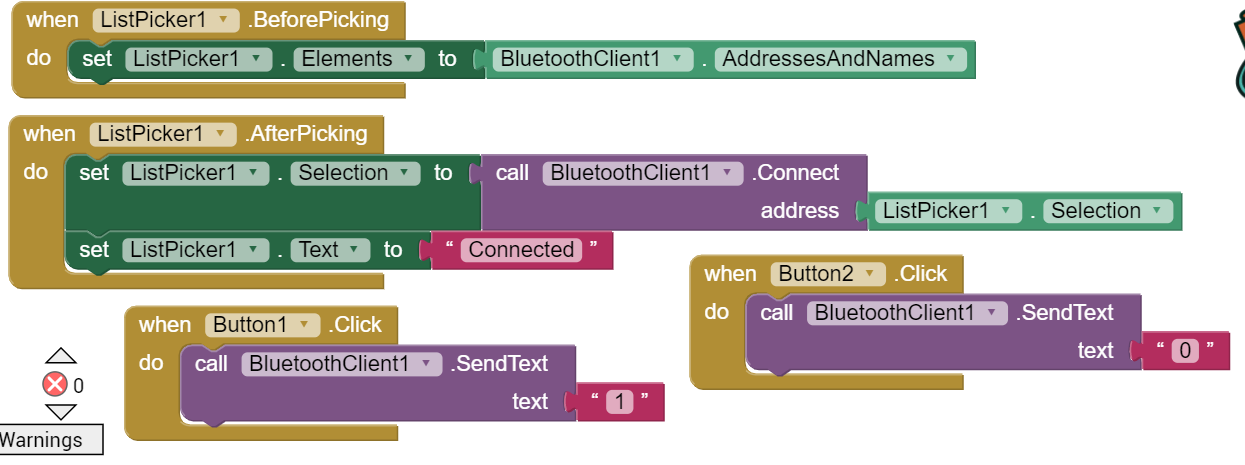 when ListPicker1 .BeforePicking
do set ListPicker1 . Elements to BluetoothClient1 . AddressesAndNames
when ListPicker1 .AfterPicking
do set ListPicker1 . Selection to call BluetoothClient1 .Connect
address ListPicker1 . Selection
set ListPicker1 . Text to “ Connected ”
when Button2 .Click
do call BluetoothClient1 .SendText
text “ 0 ”
when Button1 .Click
do call BluetoothClient1 .SendText
text “ 1 ”
0
Warnings